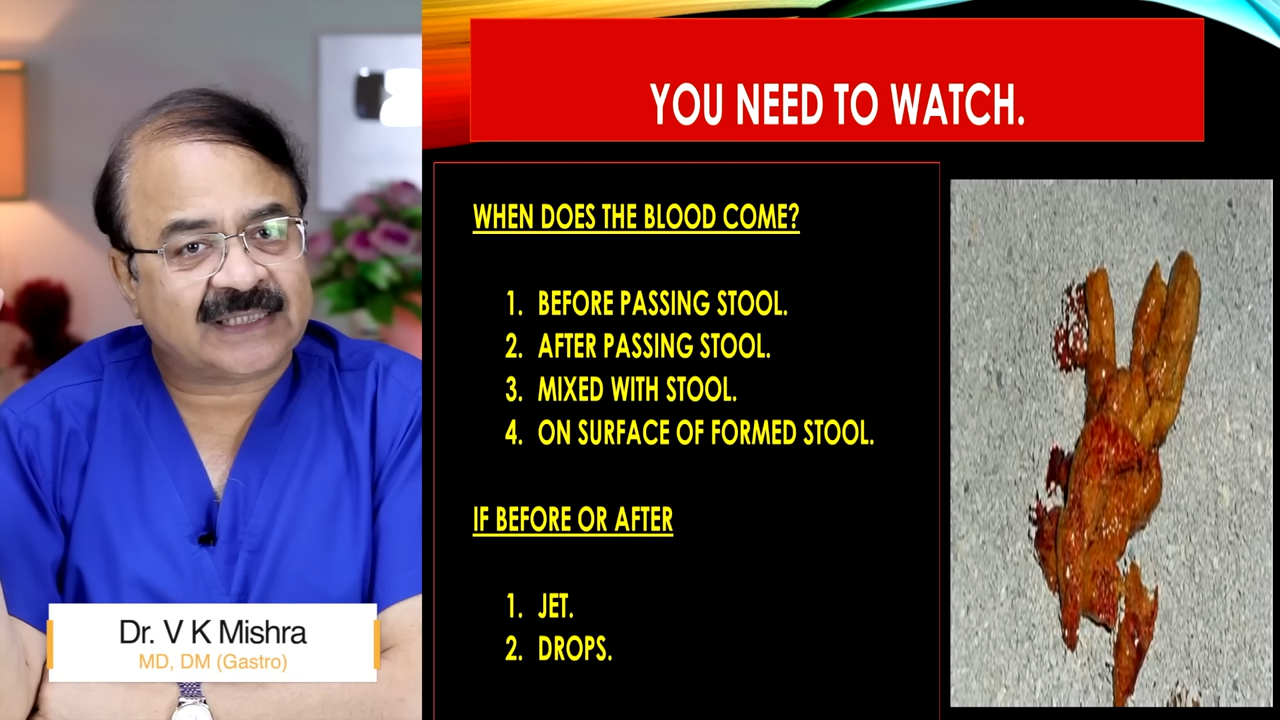 YOU NEED TO WATCH.
WHEN DOES THE BLOOD COME?
1. BEFORE PASSING STOOL.
2. AFTER PASSING STOOL.
3. MIXED WITH STOOL.
4. ON SURFACE OF FORMED STOOL.
IF BEFORE OR AFTER
1. JET.
2. DROPS.
Dr. V K Mishra
MD, DM (Gastro)